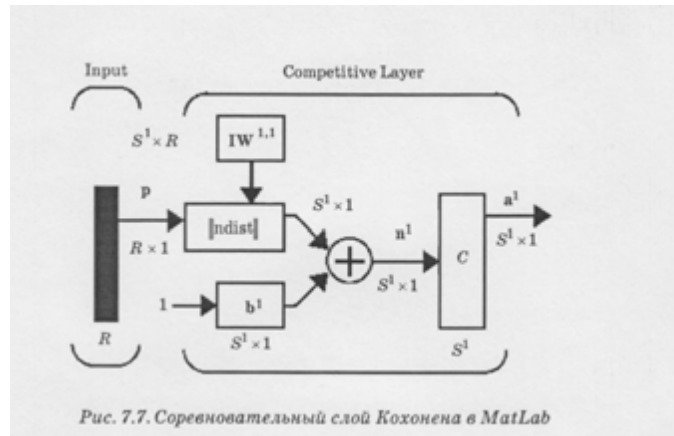 Input
Competitive Layer
S¹×R
IW¹,¹
p
‖ndist‖
S¹×1
a¹
R×1
n¹
C
S¹×1
S¹×1
1
b¹
S¹×1
R
S¹
Рис. 7.7. Соревновательный слой Кохонена в MatLab